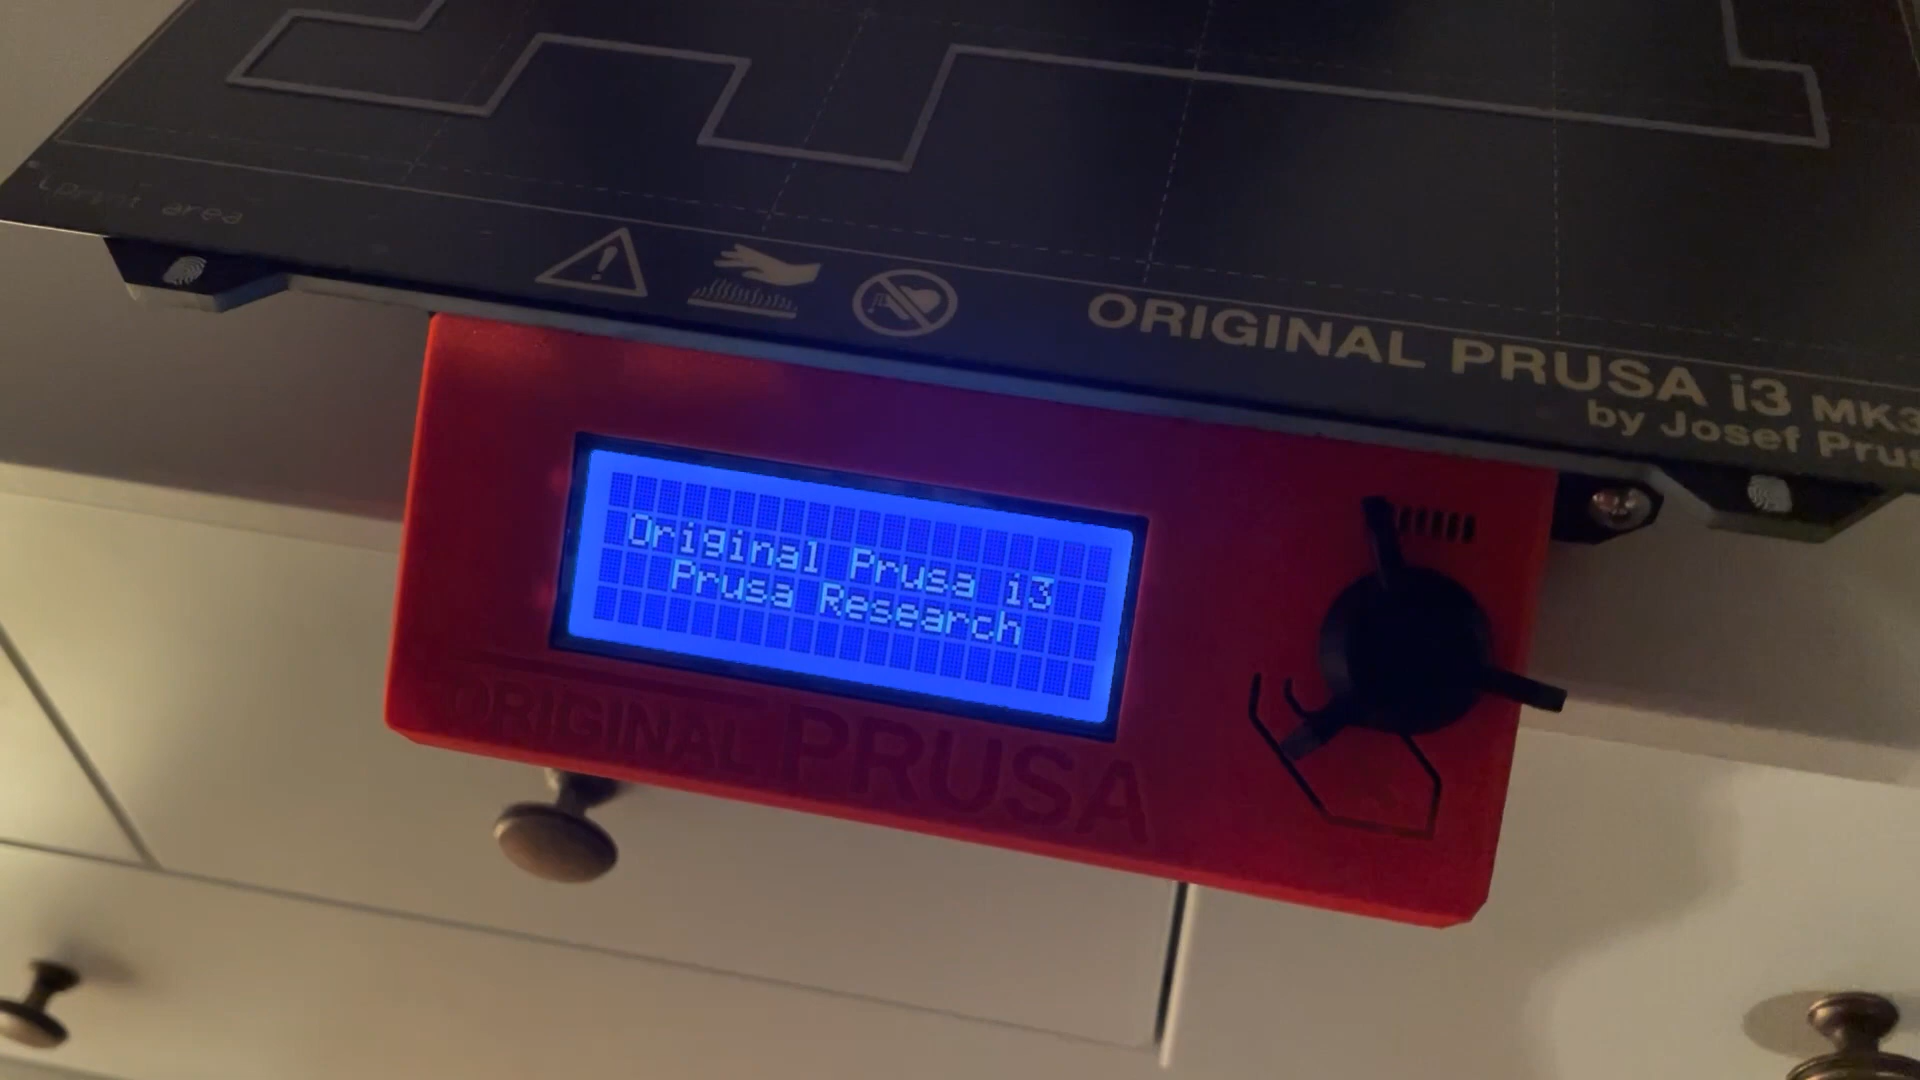 print area
ORIGINAL PRUSA i3 MK3
by Josef Prus
Original Prusa i3
Prusa Research
ORIGINAL PRUSA